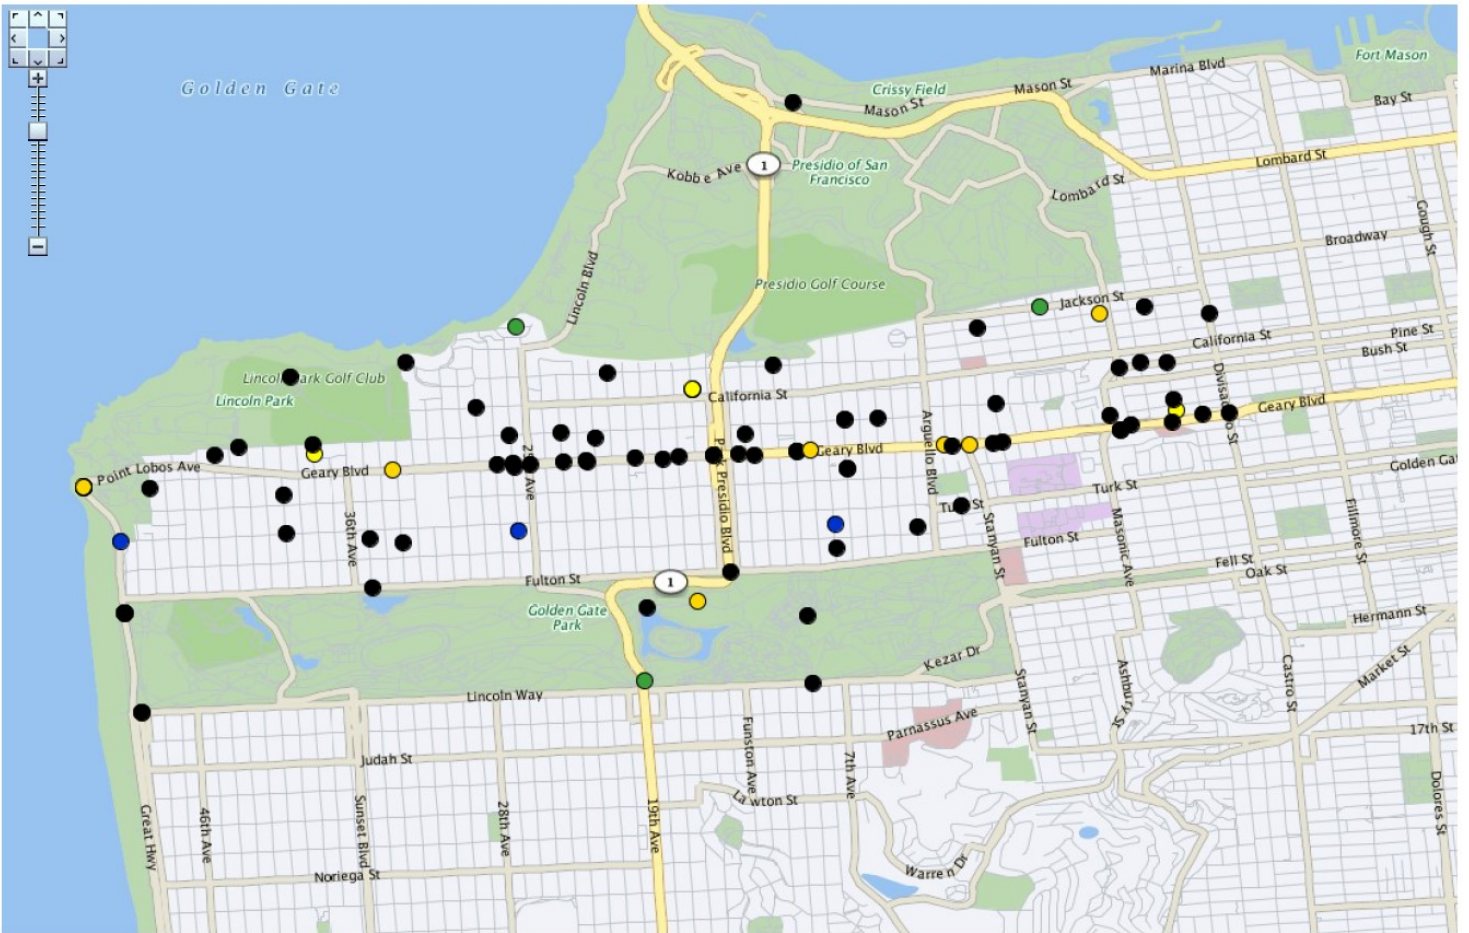 Golden Gate
Fort Mason
Marina Blvd
Crissy Field
Mason St
Mason St
Bay St
Lombard St
1
Presidio of San
Francisco
Kobbe Ave
Lombard St
Gough St
Broadway
Lincoln Blvd
Presidio Golf Course
Jackson St
California St
Pine St
Bush St
Lincoln Park Golf Club
Lincoln Park
California St
Divisadero St
Geary Blvd
Arguello Blvd
Geary Blvd
Park Presidio Blvd
Point Lobos Ave
Geary Blvd
25th Ave
Golden Ga
Turk St
Turk St
36th Ave
Stanyan St
Masonic Ave
Fillmore St
Fulton St
Fell St
Oak St
Fulton St
1
Golden Gate
Park
Hermann St
Kezar Dr
Market St
Castro St
Ashbury St
Stanyan St
Lincoln Way
Parnassus Ave
Funston Ave
7th Ave
17th St
Judah St
Lawton St
Dolores St
Great Hwy
46th Ave
Sunset Blvd
28th Ave
19th Ave
Warren Dr
Noriega St